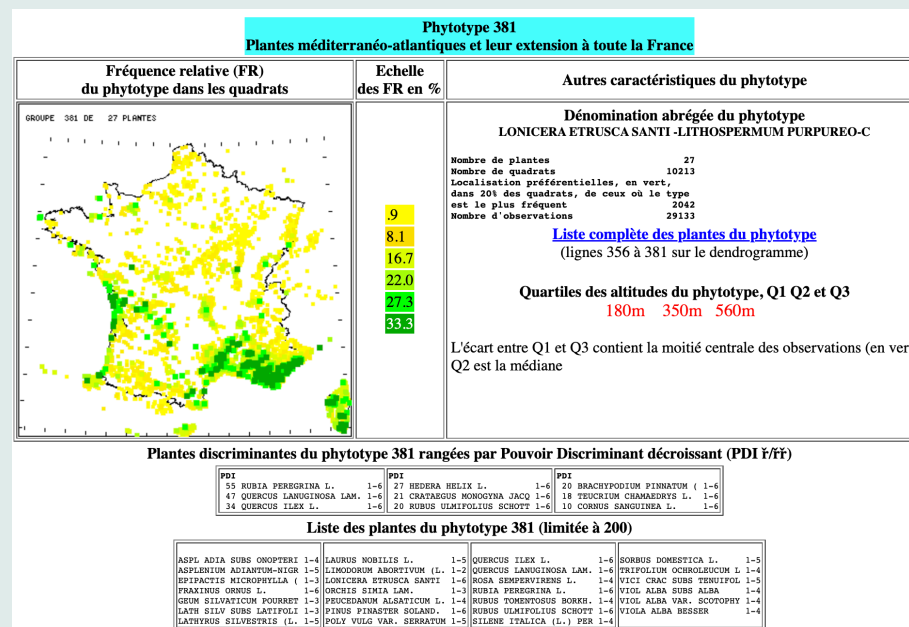 Phytotype 381
Plantes méditerranéo-atlantiques et leur extension à toute la France
Fréquence relative (FR)
du phytotype dans les quadrats
Echelle
des FR en %
Autres caractéristiques du phytotype
GROUPE 381 DE 27 PLANTES
.9
8.1
16.7
22.0
27.3
33.3
Dénomination abrégée du phytotype
LONICERA ETRUSCA SANTI -LITHOSPERMUM PURPUREO-C
Nombre de plantes 27
Nombre de quadrats 10213
Localisation préférentielles, en vert,
dans 20% des quadrats, de ceux où le type
est le plus fréquent 2042
Nombre d'observations 29133
Liste complète des plantes du phytotype
(lignes 356 à 381 sur le dendrogramme)
Quartiles des altitudes du phytotype, Q1 Q2 et Q3
180m 350m 560m
L'écart entre Q1 et Q3 contient la moitié centrale des observations (en ver
Q2 est la médiane
Plantes discriminantes du phytotype 381 rangées par Pouvoir Discriminant décroissant (PDI ř/řř)
PDI
55 RUBIA PEREGRINA L. 1-6
47 QUERCUS LANUGINOSA LAM. 1-6
34 QUERCUS ILEX L. 1-6
PDI
27 HEDERA HELIX L. 1-6
21 CRATAEGUS MONOGYNA JACQ 1-6
20 RUBUS ULMIFOLIUS SCHOTT 1-6
PDI
20 BRACHYPODIUM PINNATUM ( 1-6
18 TEUCRIUM CHAMAEDRYS L. 1-6
10 CORNUS SANGUINEA L. 1-6
Liste des plantes du phytotype 381 (limitée à 200)
ASPL ADIA SUBS ONOPTERI 1-4
ASPLENIUM ADIANTUM-NIGR 1-5
EPIPACTIS MICROPHYLLA ( 1-3
FRAXINUS ORNUS L. 1-6
GEUM SILVATICUM POURRET 1-3
LATH SILV SUBS LATIFOLI 1-3
LATHYRUS SILVESTRIS (L. 1-5
LAURUS NOBILIS L. 1-5
LIMODORUM ABORTIVUM (L. 1-2
LONICERA ETRUSCA SANTI 1-6
ORCHIS SIMIA LAM. 1-3
PEUCEDANUM ALSATICUM L. 1-4
PINUS PINASTER SOLAND. 1-6
POLY VULG VAR. SERRATUM 1-5
QUERCUS ILEX L. 1-6
QUERCUS LANUGINOSA LAM. 1-6
ROSA SEMPERVIRENS L. 1-4
RUBIA PEREGRINA L. 1-6
RUBUS TOMENTOSUS BORKH. 1-4
RUBUS ULMIFOLIUS SCHOTT 1-6
SILENE ITALICA (L.) PER 1-4
SORBUS DOMESTICA L. 1-5
TRIFOLIUM OCHROLEUCUM L 1-4
VICI CRAC SUBS TENUIFOL 1-5
VIOL ALBA SUBS ALBA 1-4
VIOL ALBA VAR. SCOTOPHY 1-4
VIOLA ALBA BESSER 1-4